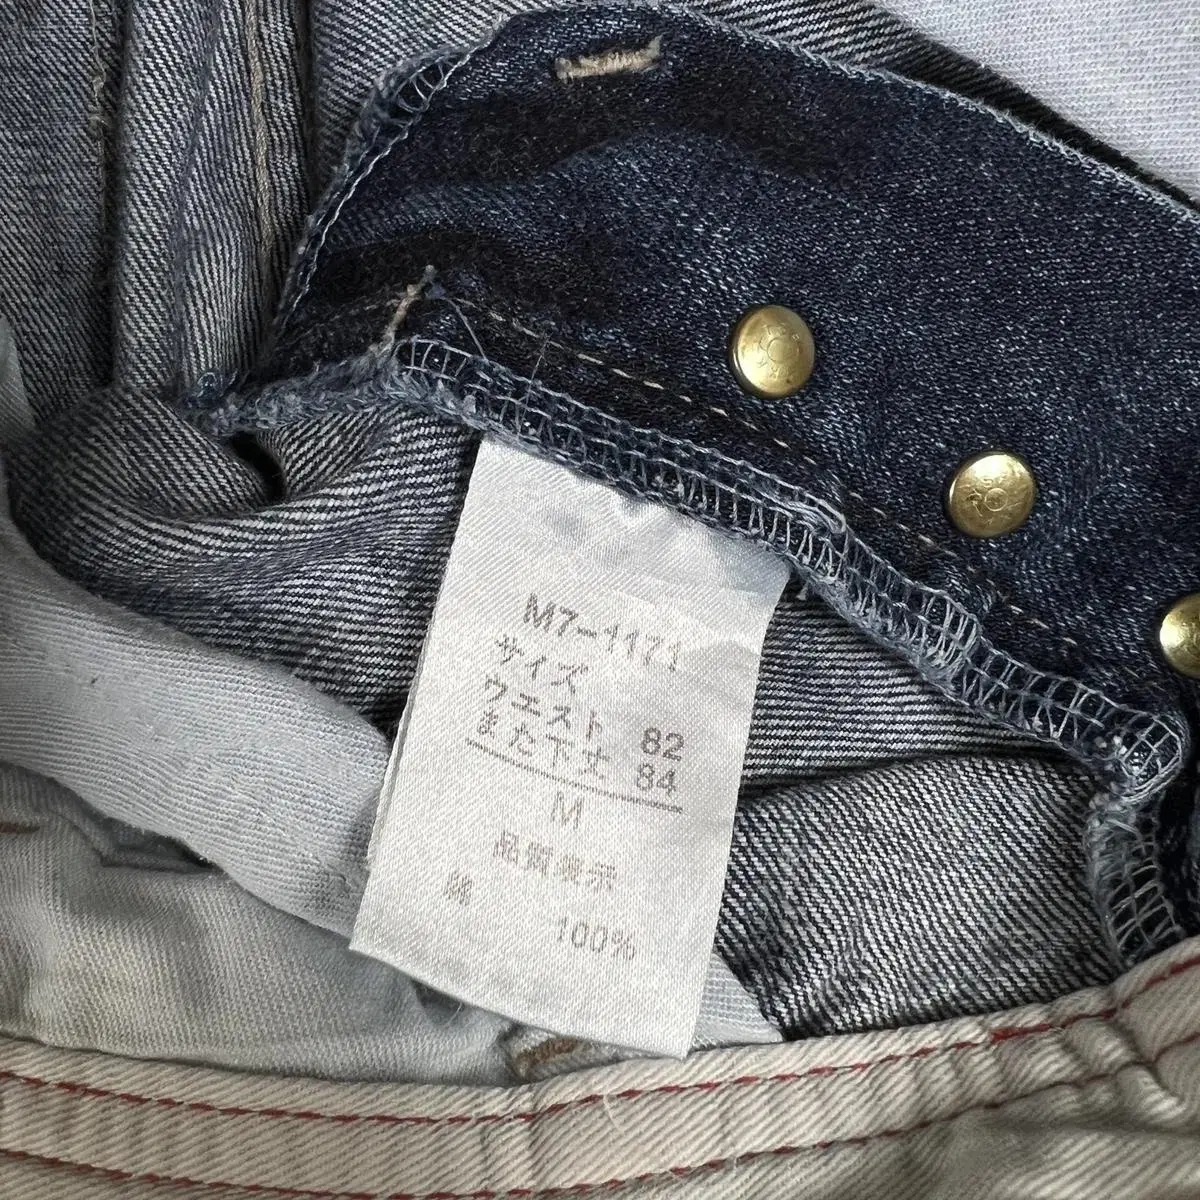 M7-1171
サイズ
ウエスト 82
また下丈 84
M
品質表示
綿 100%